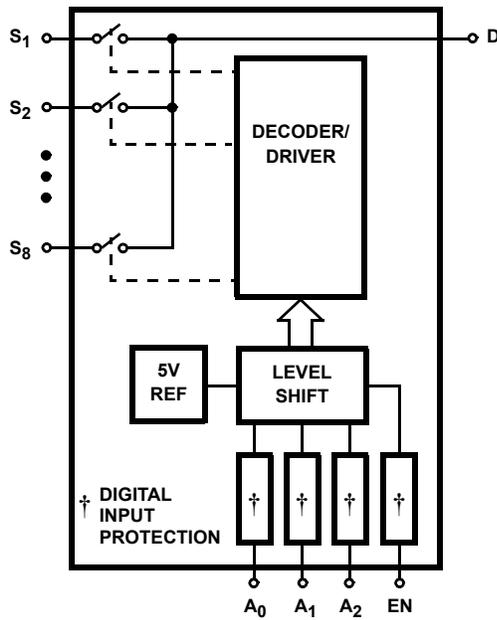 S1
D
S2
DECODER/
DRIVER
S8
5V
REF
LEVEL
SHIFT
† † † †
† DIGITAL
INPUT
PROTECTION
A0 A1 A2 EN